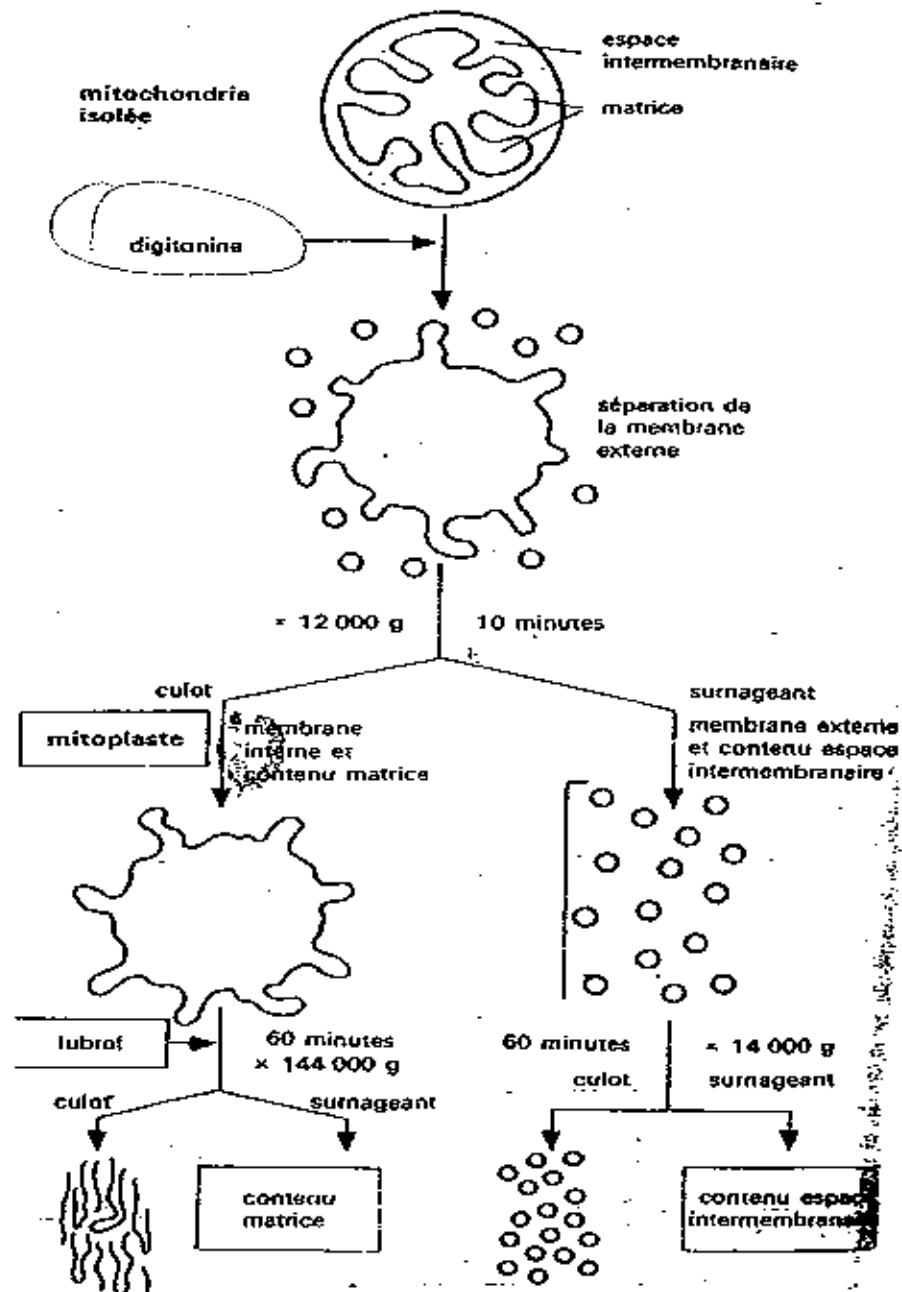 espace
intermembranaire
mitochondrie
isolée
matrice
digitonine
séparation de
la membrane
externe
× 12 000 g
10 minutes
culot
surnageant
mitoplaste
membrane
interne et
contenu matrice
membrane externe
et contenu espace
intermembranaire
lubrol
60 minutes
× 144 000 g
60 minutes
× 14 000 g
culot
surnageant
culot
surnageant
contenu
matrice
contenu espace
intermembranaire